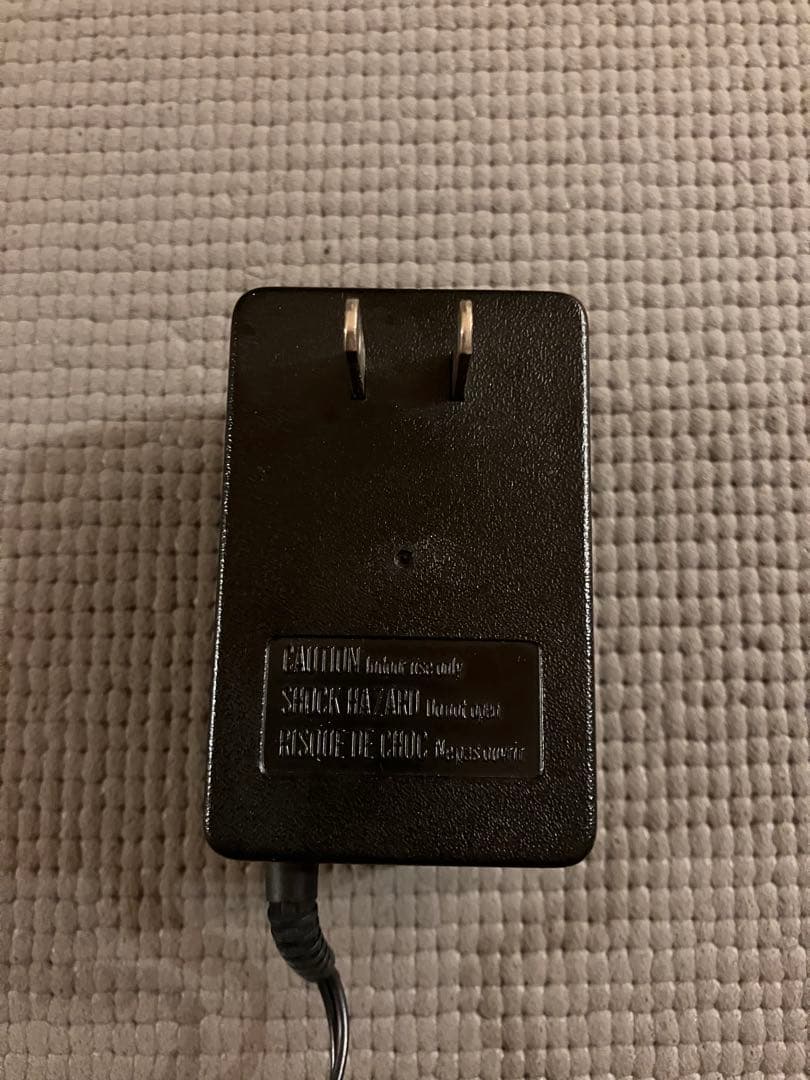 CAUTION Indoor use only
SHOCK HAZARD Do not open
RISQUE DE CHOC Ne pas ouvrir